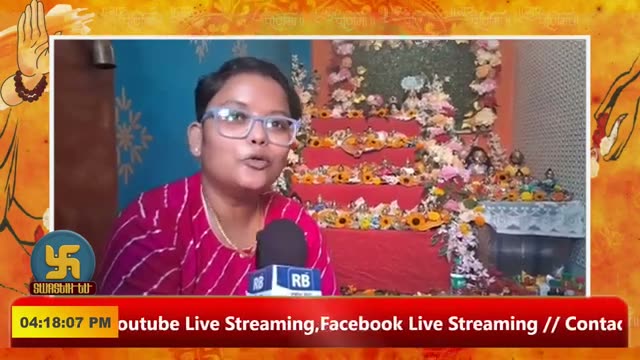 RB
RB
SWASTIK-TV
04:18:07 PM
outube Live Streaming,Facebook Live Streaming // Contac